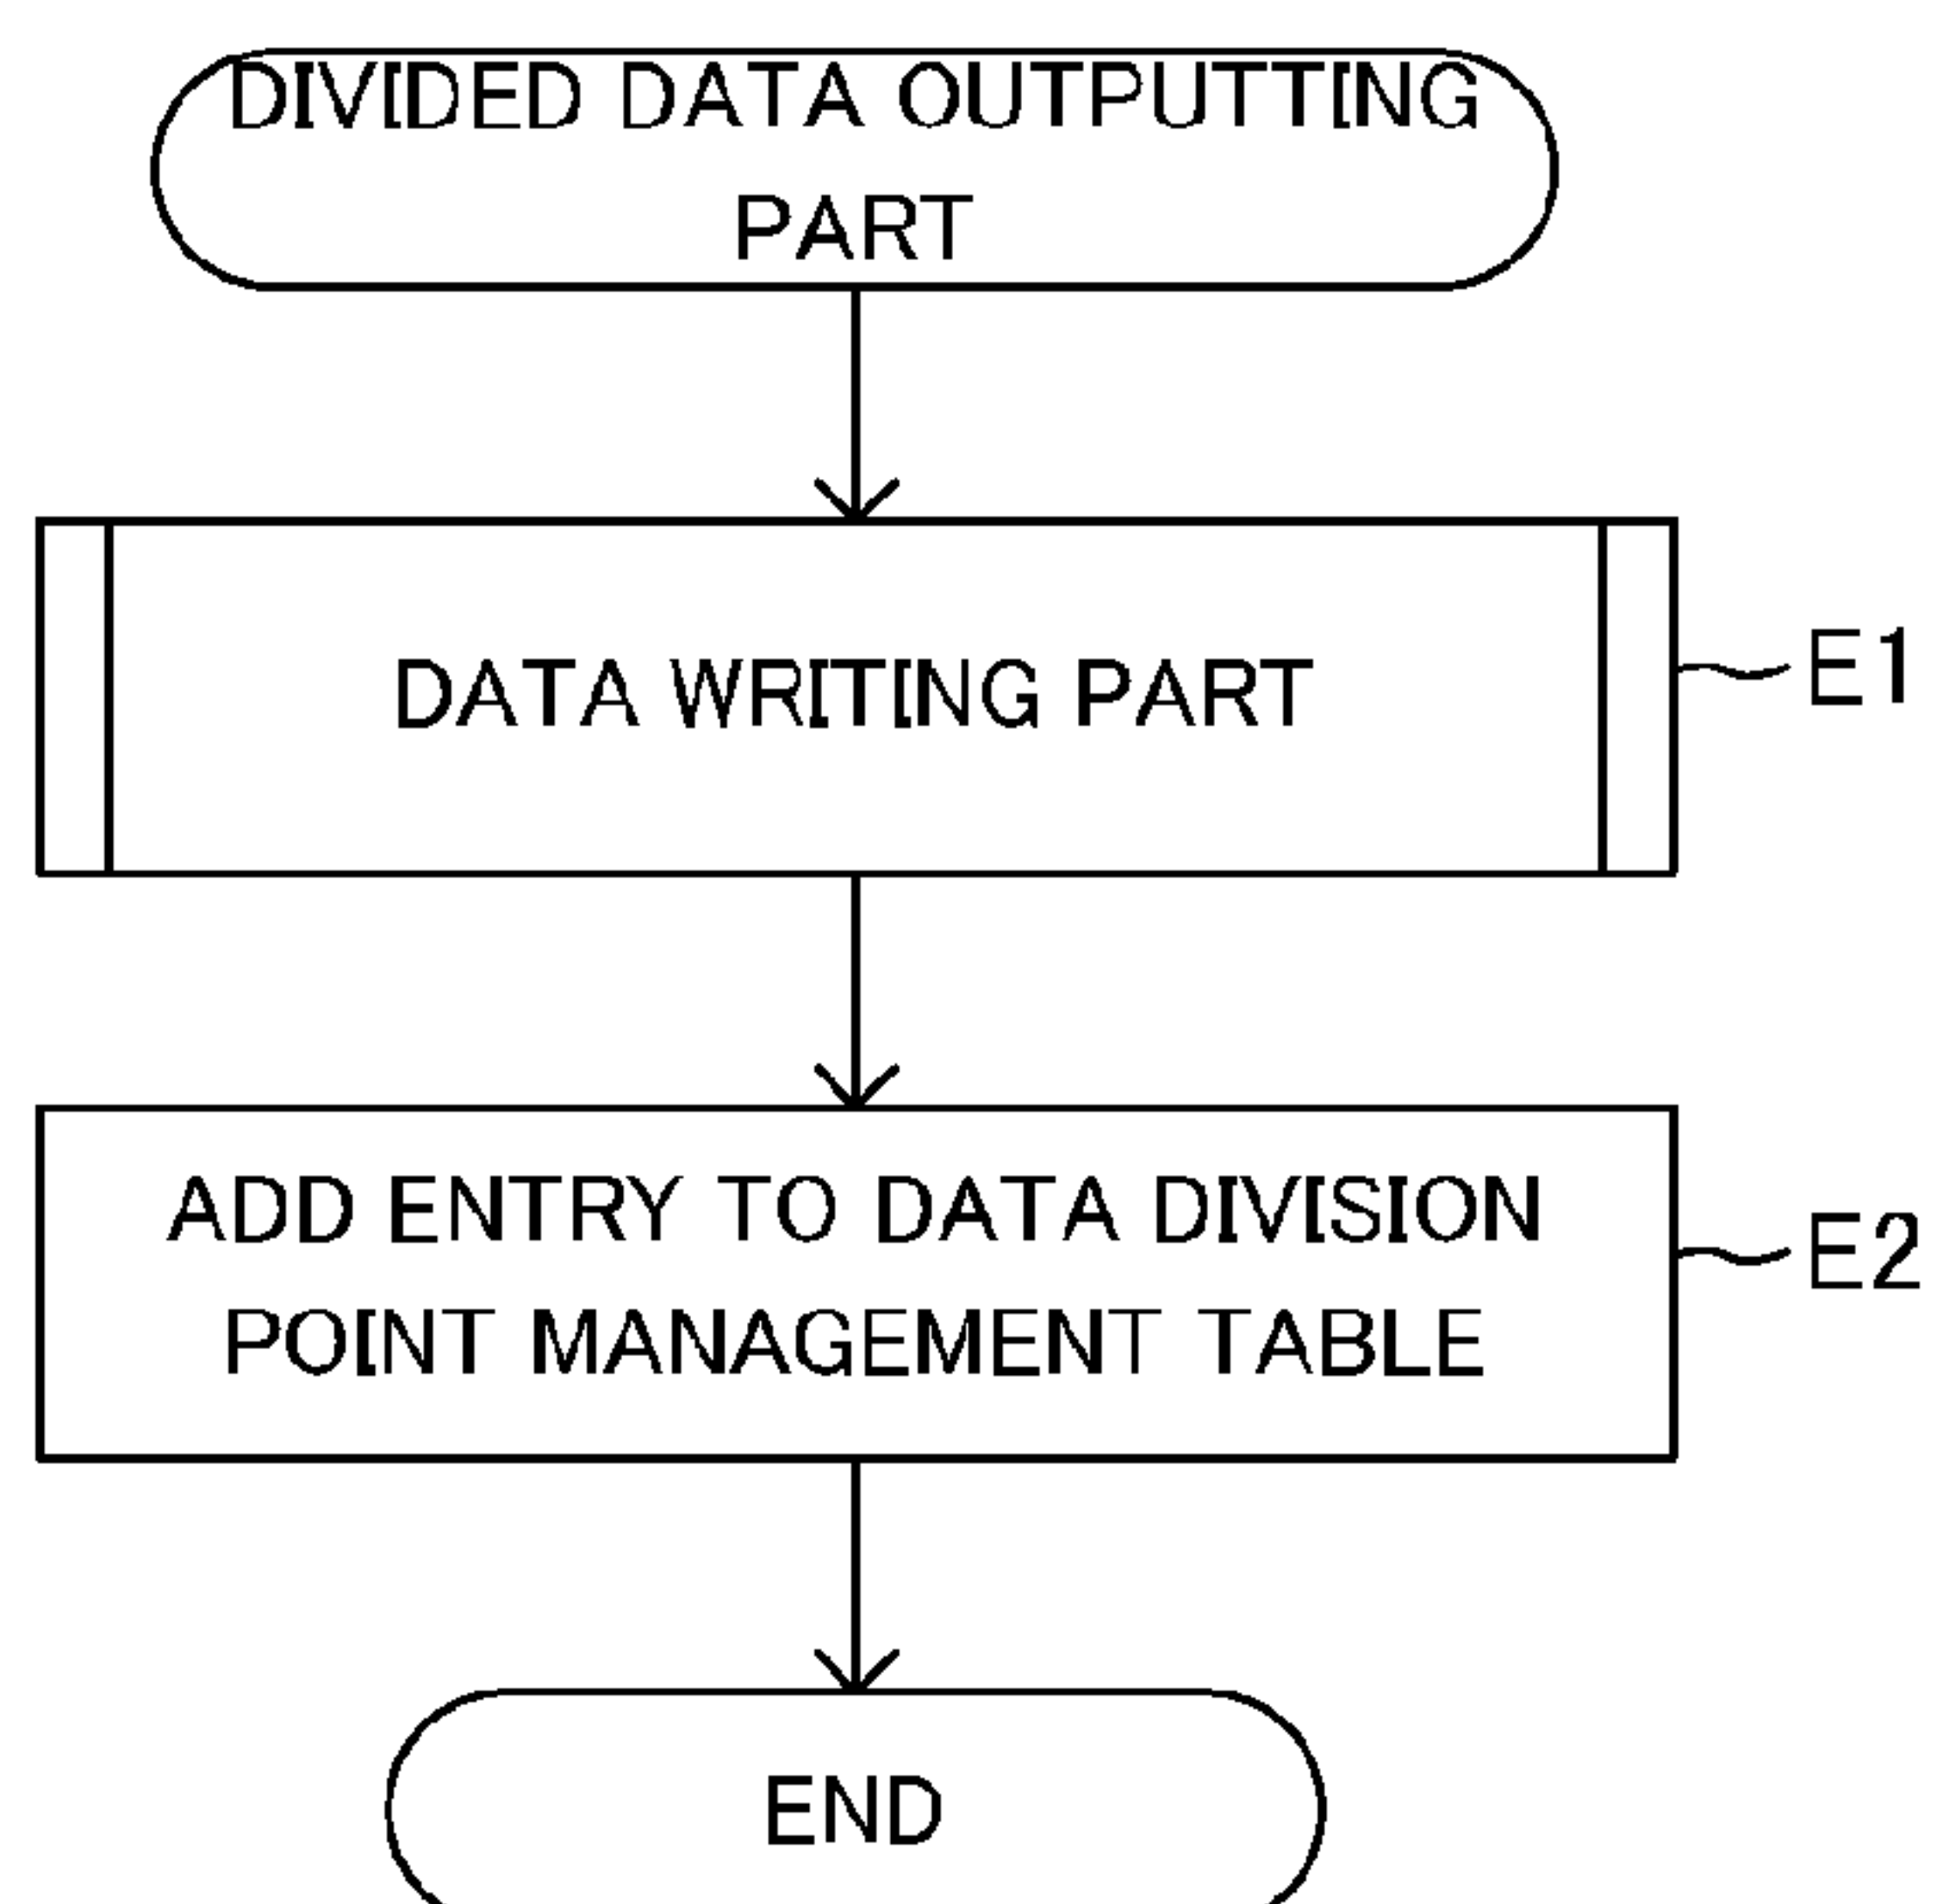 DIVIDED DATA OUTPUTTING
PART
DATA WRITING PART
E1
ADD ENTRY TO DATA DIVISION
POINT MANAGEMENT TABLE
E2
END